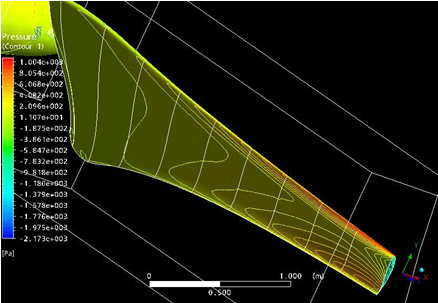 Pressure
(Contour 1)
1.004e+003
8.054e+002
6.068e+002
4.082e+002
2.096e+002
1.107e+001
-1.875e+002
-3.861e+002
-5.847e+002
-7.832e+002
-9.818e+002
-1.180e+003
-1.379e+003
-1.578e+003
-1.776e+003
-1.975e+003
-2.173e+003
[Pa]
Y
X
0 1.000 (m)
0.500